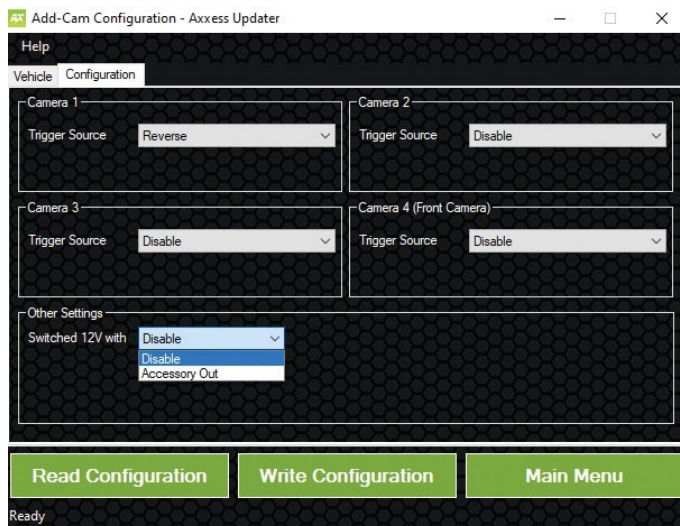 AX Add-Cam Configuration - Axxess Updater
Help
Vehicle Configuration
Camera 1
Trigger Source Reverse
Camera 2
Trigger Source Disable
Camera 3
Trigger Source Disable
Camera 4 (Front Camera)
Trigger Source Disable
Other Settings
Switched 12V with Disable
Disable
Accessory Out
Read Configuration Write Configuration Main Menu
Ready